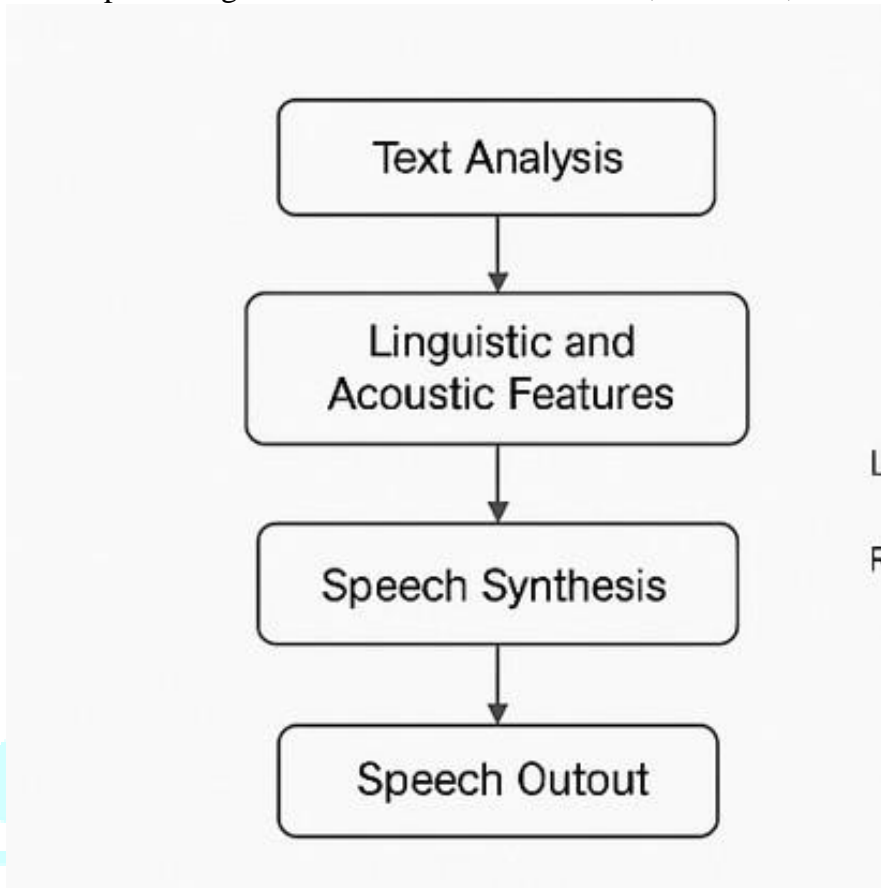 Text Analysis
Linguistic and
Acoustic Features
Speech Synthesis
Speech Outout